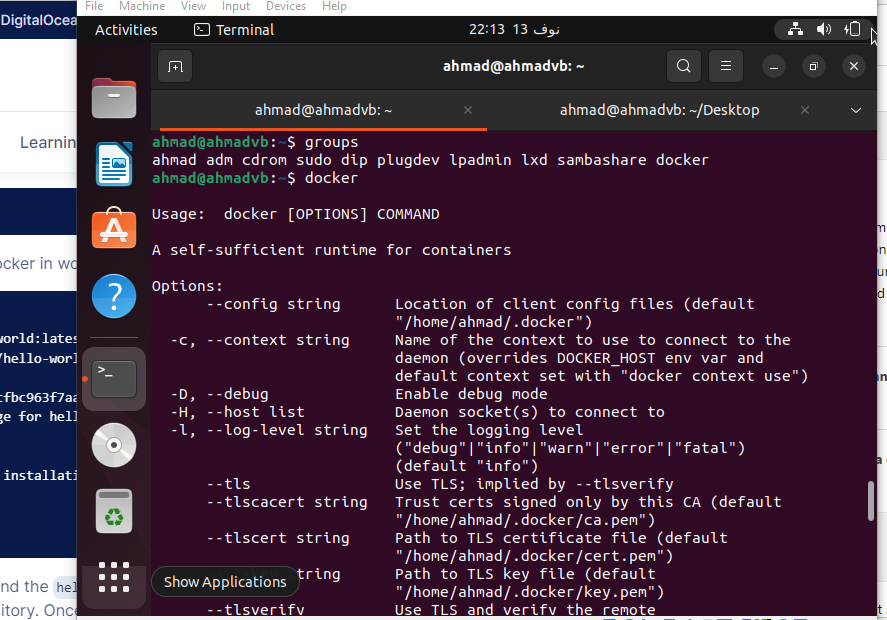 DigitalOcea
File Machine View Input Devices Help
Activities Terminal 22:13 13 نوف
ahmad@ahmadvb: ~
ahmad@ahmadvb: ~ × ahmad@ahmadvb: ~/Desktop ×
Learnin
ahmad@ahmadvb:~$ groups
ahmad adm cdrom sudo dip plugdev lpadmin lxd sambashare docker
ahmad@ahmadvb:~$ docker
Usage: docker [OPTIONS] COMMAND
A self-sufficient runtime for containers
Options:
--config string Location of client config files (default
"/home/ahmad/.docker")
-c, --context string Name of the context to use to connect to the
daemon (overrides DOCKER_HOST env var and
default context set with "docker context use")
-D, --debug Enable debug mode
-H, --host list Daemon socket(s) to connect to
-l, --log-level string Set the logging level
("debug"|"info"|"warn"|"error"|"fatal")
(default "info")
--tls Use TLS; implied by --tlsverify
--tlscacert string Trust certs signed only by this CA (default
"/home/ahmad/.docker/ca.pem")
--tlscert string Path to TLS certificate file (default
"/home/ahmad/.docker/cert.pem")
tring Path to TLS key file (default
"/home/ahmad/.docker/key.pem")
--tlsverify Use TLS and verify the remote
Show Applications
ocker in wo
world:lates
/hello-worl
cfbc963f7aa
ge for hell
installati
nd the hel
itory. Once